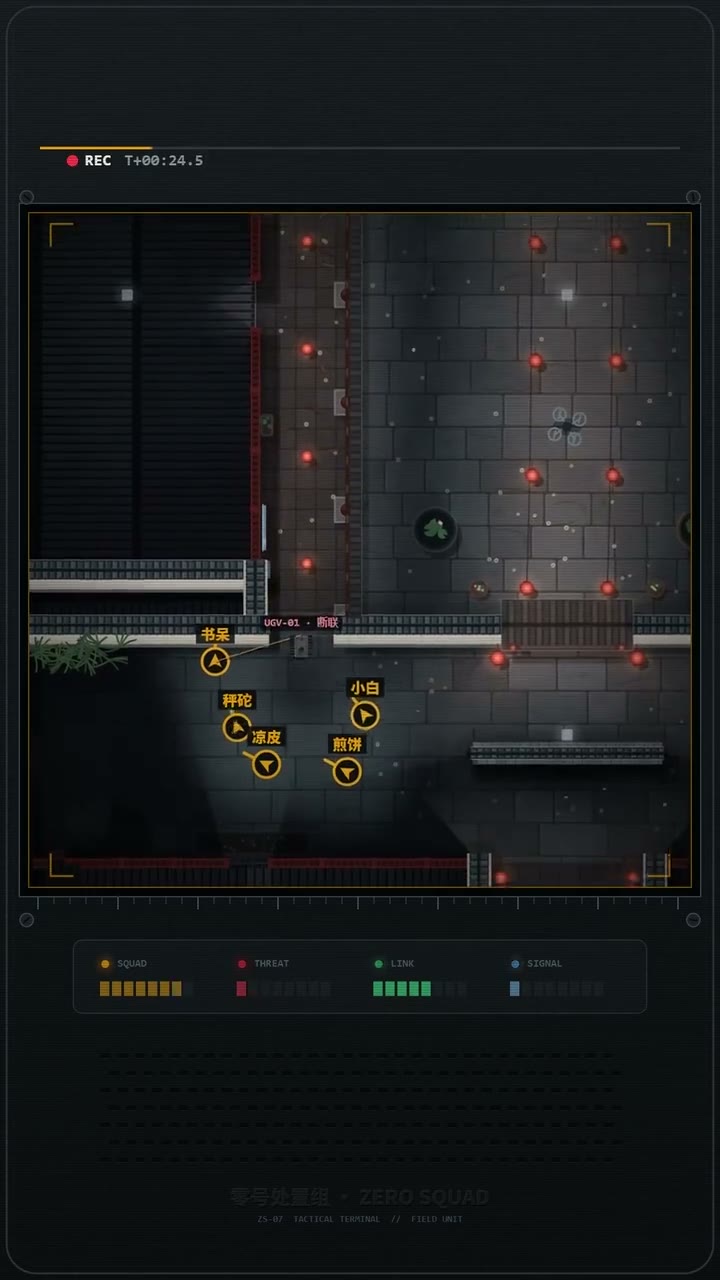 REC T+00:24.5
UGV-01 · 断联
书呆
小白
秤砣
凉皮
煎饼
SQUAD THREAT LINK SIGNAL
零号处置组 · ZERO SQUAD
ZS-07 TACTICAL TERMINAL // FIELD UNIT